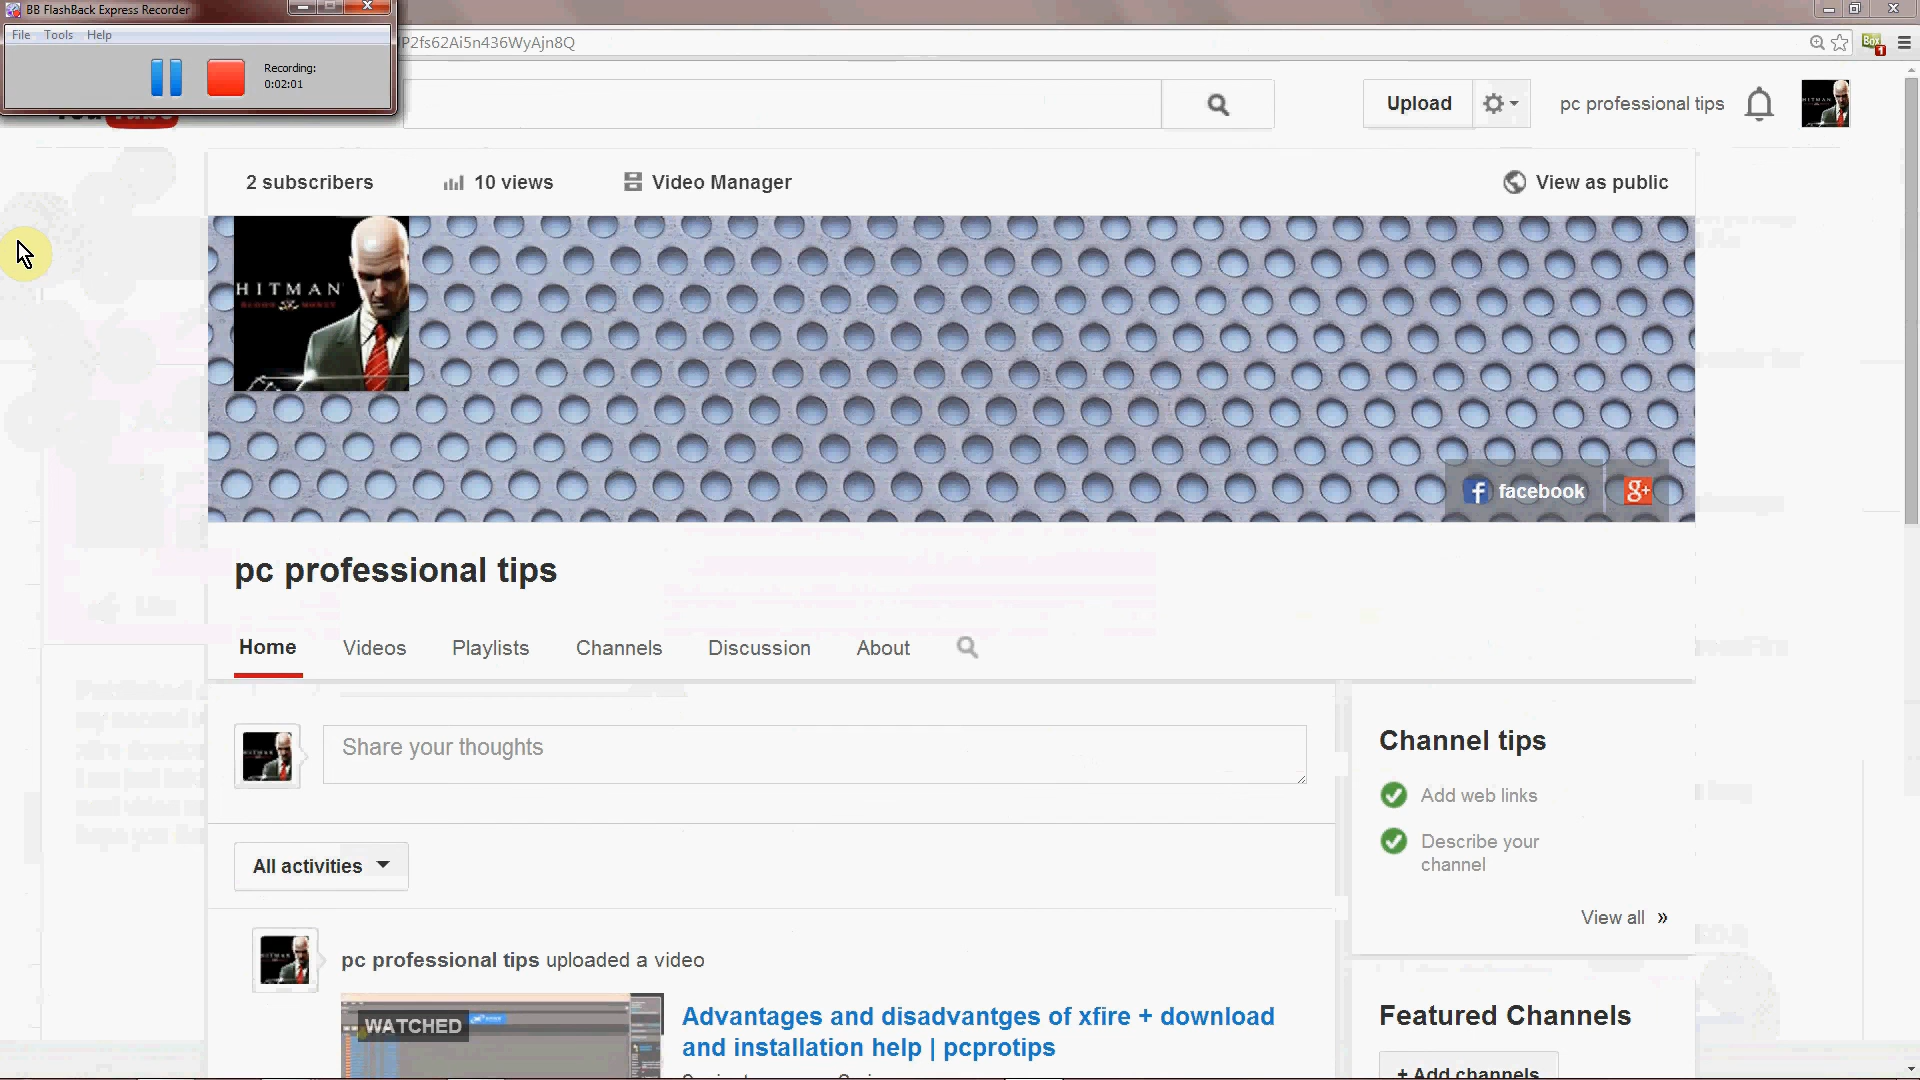 BB FlashBack Express Recorder
File Tools Help
Recording:
0:02:01
P2fs62Ai5n436WyAjn8Q
Upload
pc professional tips
2 subscribers
10 views
Video Manager
View as public
HITMAN
BLOOD MONEY
facebook
g+
pc professional tips
Home
Videos
Playlists
Channels
Discussion
About
Share your thoughts
Channel tips
Add web links
Describe your
channel
View all »
All activities
pc professional tips uploaded a video
WATCHED
Advantages and disadvantges of xfire + download
and installation help | pcprotips
Featured Channels
+ Add channels